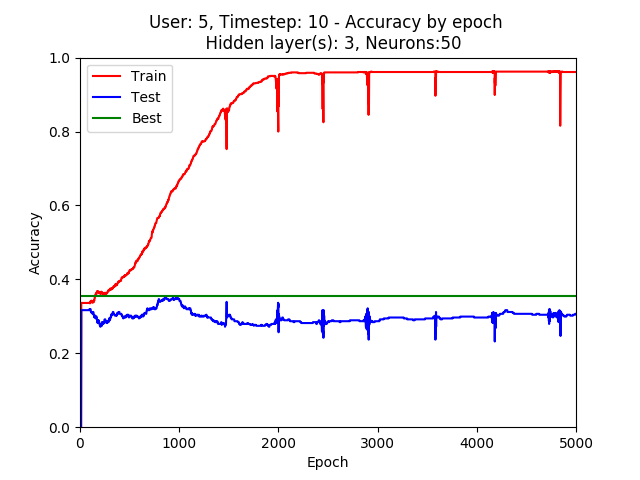 User: 5, Timestep: 10 - Accuracy by epoch
Hidden layer(s): 3, Neurons:50
1.0
0.8
0.6
0.4
0.2
0.0
Accuracy
Train
Test
Best
0
1000
2000
3000
4000
5000
Epoch